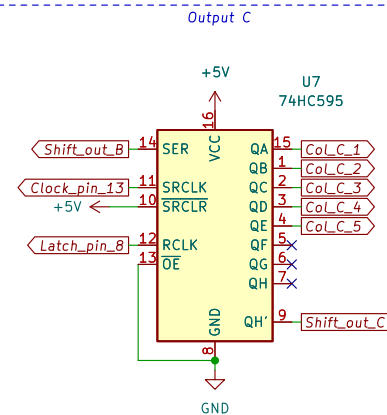 Output C
+5V
U7
74HC595
16
VCC
Shift_out_B 14 SER QA 15 Col_C_1
QB 1 Col_C_2
Clock_pin_13 11 SRCLK QC 2 Col_C_3
+5V 10 SRCLR QD 3 Col_C_4
QE 4 Col_C_5
Latch_pin_8 12 RCLK QF 5
13 OE QG 6
QH 7
QH' 9 Shift_out_C
GND
8
GND